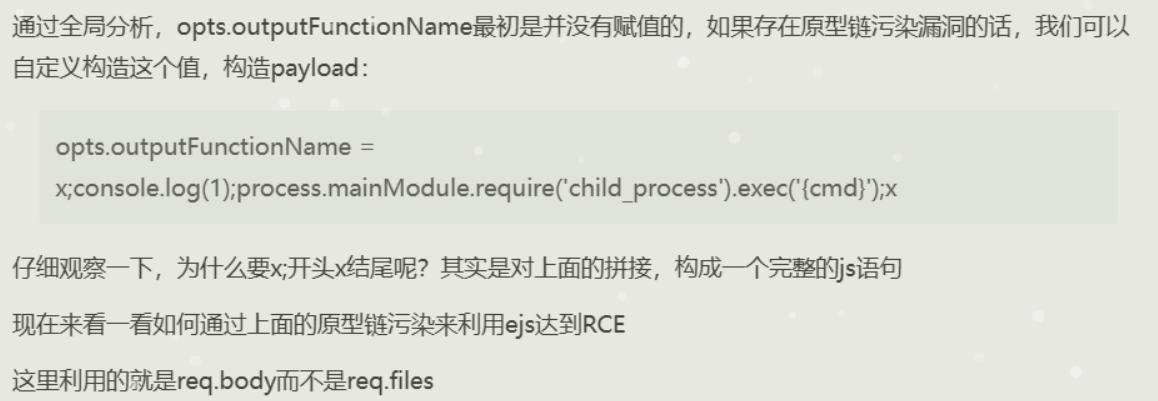 通过全局分析，opts.outputFunctionName最初是并没有赋值的，如果存在原型链污染漏洞的话，我们可以
自定义构造这个值，构造payload：
opts.outputFunctionName =
x;console.log(1);process.mainModule.require('child_process').exec('{cmd}');x
仔细观察一下，为什么要x;开头x结尾呢？其实是对上面的拼接，构成一个完整的js语句
现在来看一看如何通过上面的原型链污染来利用ejs达到RCE
这里利用的就是req.body而不是req.files